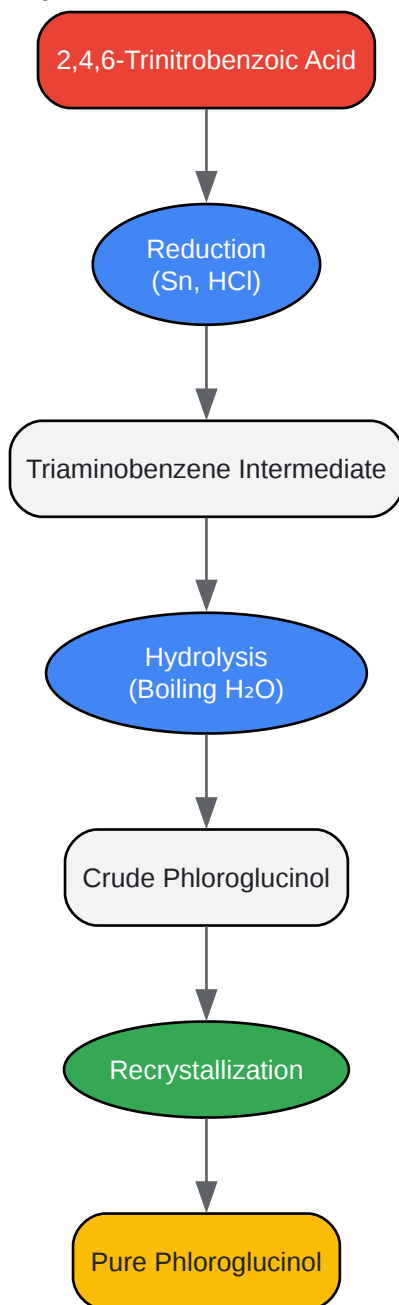 2,4,6-Trinitrobenzoic Acid
Reduction
(Sn, HCl)
Triaminobenzene Intermediate
Hydrolysis
(Boiling H₂O)
Crude Phloroglucinol
Recrystallization
Pure Phloroglucinol